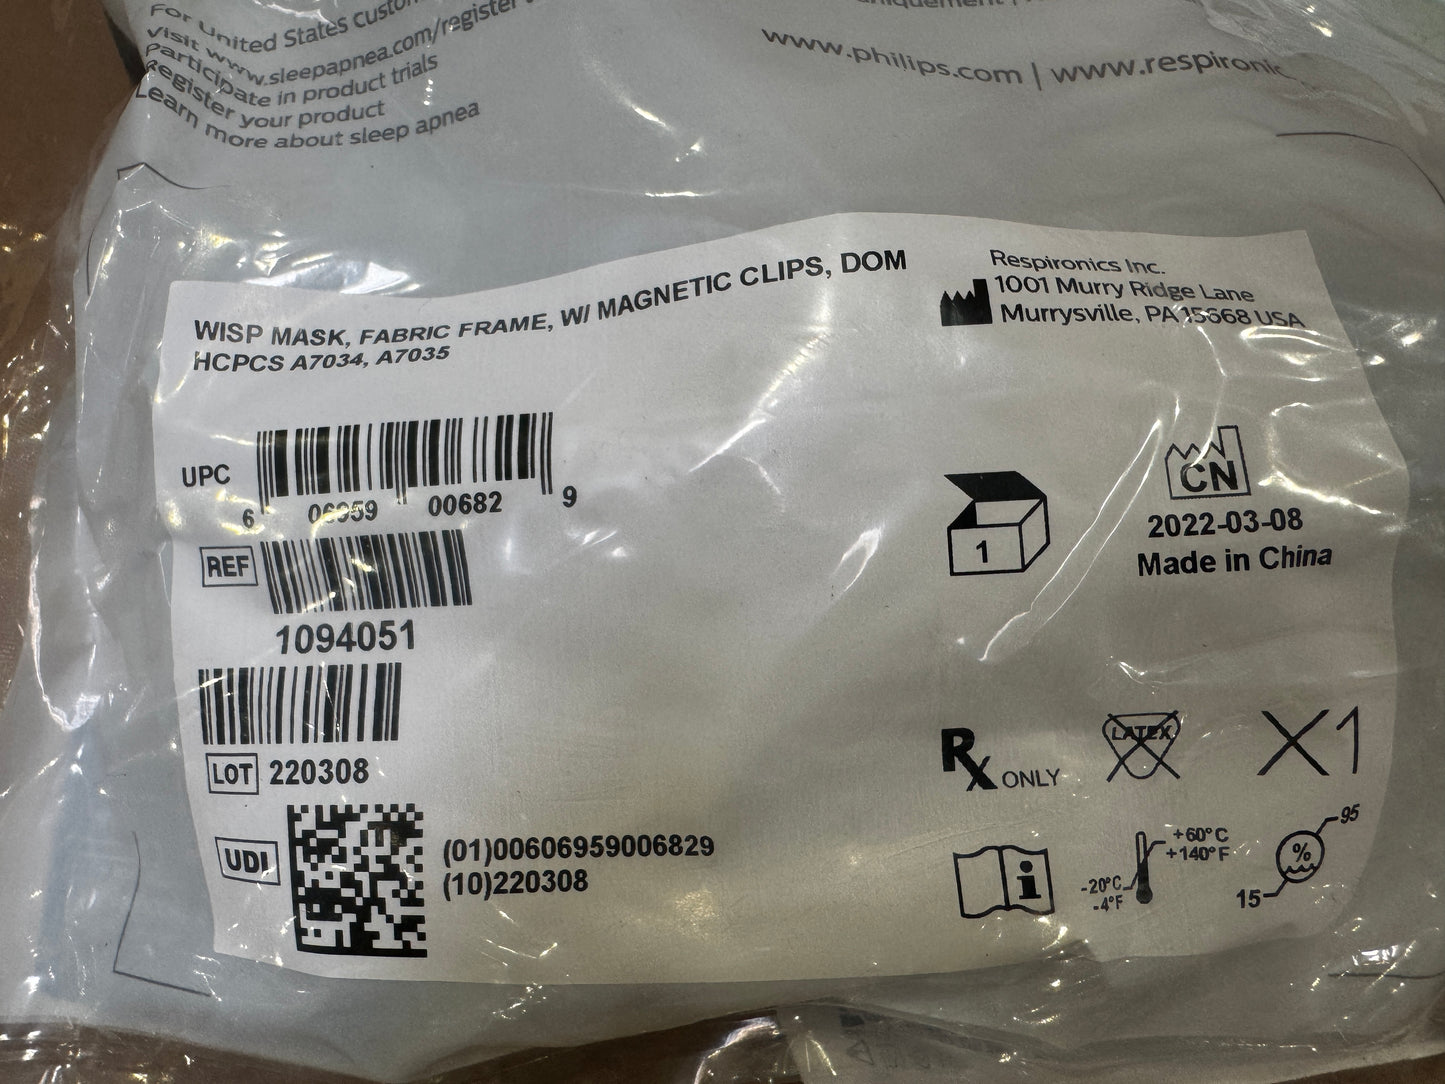 For United States
visit www.sleepapnea.com/register
Participate in product trials
Register your product
Learn more about sleep apnea
www.philips.com | www.respironic
WISP MASK, FABRIC FRAME, W/ MAGNETIC CLIPS, DOM
HCPCS A7034, A7035
Respironics Inc.
1001 Murry Ridge Lane
Murrysville, PA 15668 USA
UPC
6 06959 00682 9
REF
1094051
LOT 220308
UDI
(01)00606959006829
(10)220308
1
CN
2022-03-08
Made in China
Rx ONLY
LATEX
X1
i
+60°C
+140°F
-20°C
-4°F
%
95
15